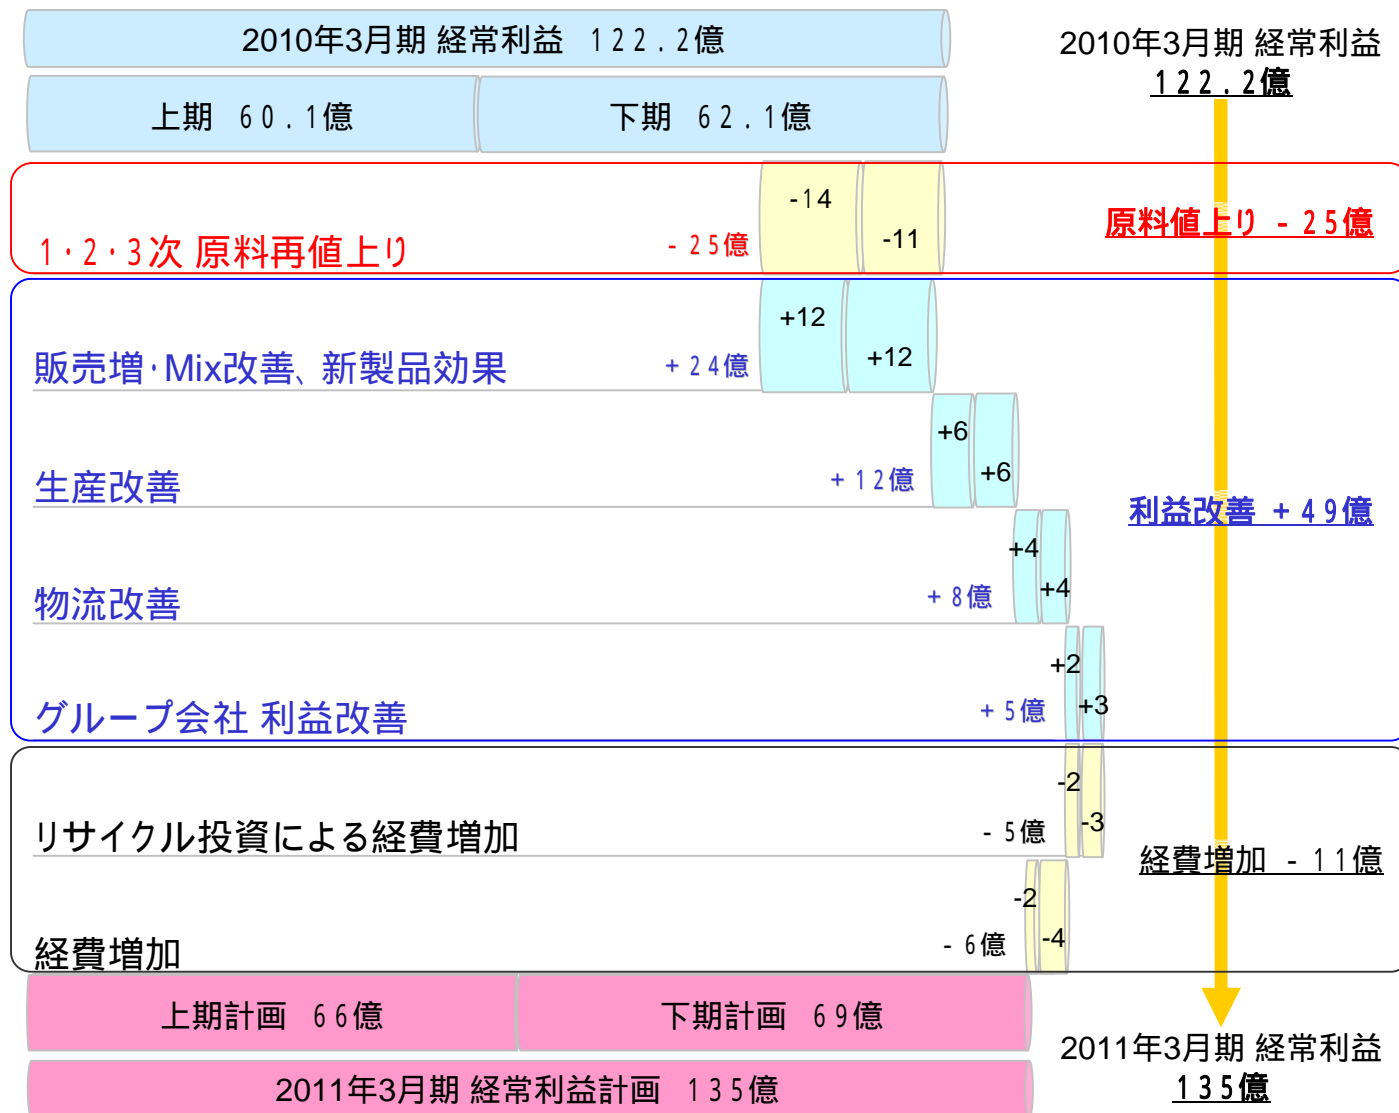 2010年3月期 経常利益 122.2億
2010年3月期 経常利益
122.2億
上期 60.1億
下期 62.1億
-14
-11
1・2・3次 原料再値上り
- 25億
原料値上り - 25億
+12
+12
販売増・Mix改善、新製品効果
+ 24億
+6
+6
生産改善
+ 12億
利益改善 + 49億
+4
+4
物流改善
+ 8億
+2
+3
グループ会社 利益改善
+ 5億
-2
-3
リサイクル投資による経費増加
- 5億
経費増加 - 11億
-2
-4
経費増加
- 6億
上期計画 66億
下期計画 69億
2011年3月期 経常利益計画 135億
2011年3月期 経常利益
135億